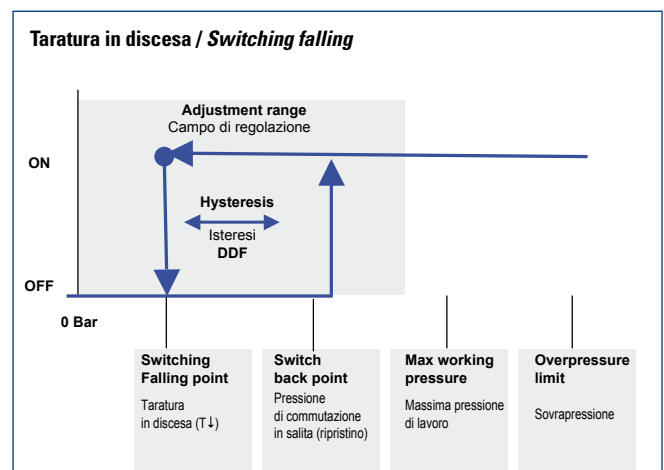 Taratura in discesa / Switching falling
Adjustment range
Campo di regolazione
ON
Hysteresis
Isteresi
DDF
OFF
0 Bar
Switching
Falling point
Taratura
in discesa (T↓)
Switch
back point
Pressione
di commutazione
in salita (ripristino)
Max working
pressure
Massima pressione
di lavoro
Overpressure
limit
Sovrapressione